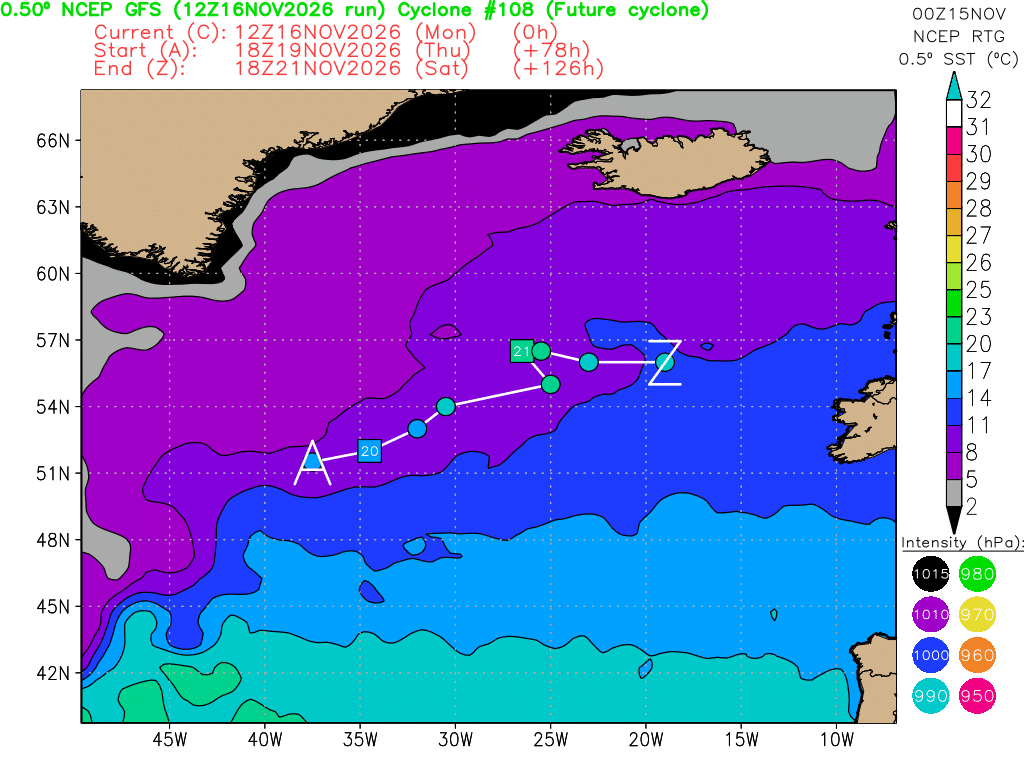 0.50º NCEP GFS (12Z16NOV2026 run) Cyclone #108 (Future cyclone)
Current (C): 12Z16NOV2026 (Mon) (0h)
Start (A): 18Z19NOV2026 (Thu) (+78h)
End (Z): 18Z21NOV2026 (Sat) (+126h)
00Z15NOV
NCEP RTG
0.5º SST (ºC)
32
31
30
29
28
27
26
25
23
20
17
14
11
8
5
2
66N
63N
60N
57N
54N
51N
48N
45N
42N
21
Z
20
A
45W 40W 35W 30W 25W 20W 15W 10W
Intensity (hPa):
1015 980
1010 970
1000 960
990 950